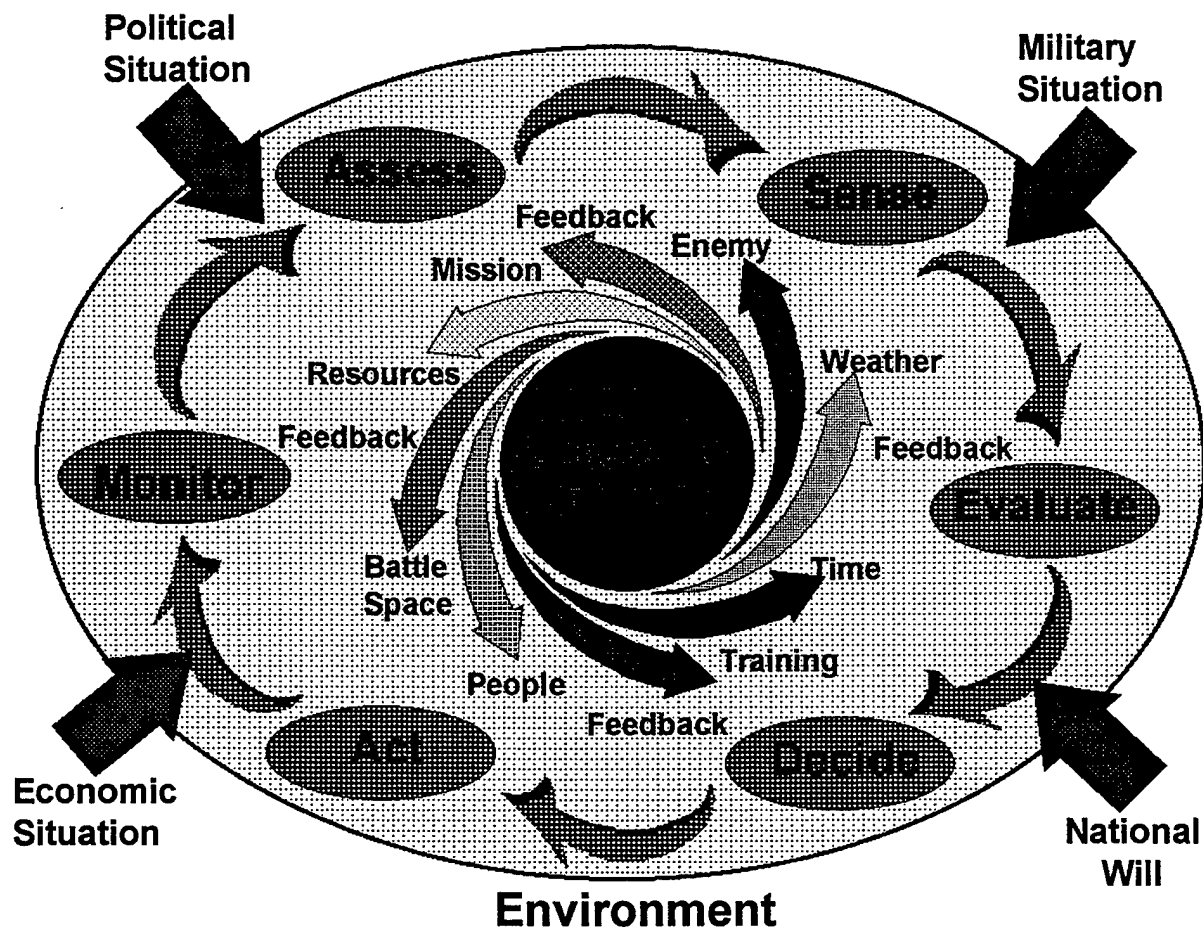 Political
Situation
Military
Situation
Assess
Sense
Feedback
Enemy
Mission
Weather
Resources
Feedback
Feedback
Monitor
Evaluate
Battle
Space
Time
People
Training
Feedback
Act
Decide
Economic
Situation
National
Will
Environment